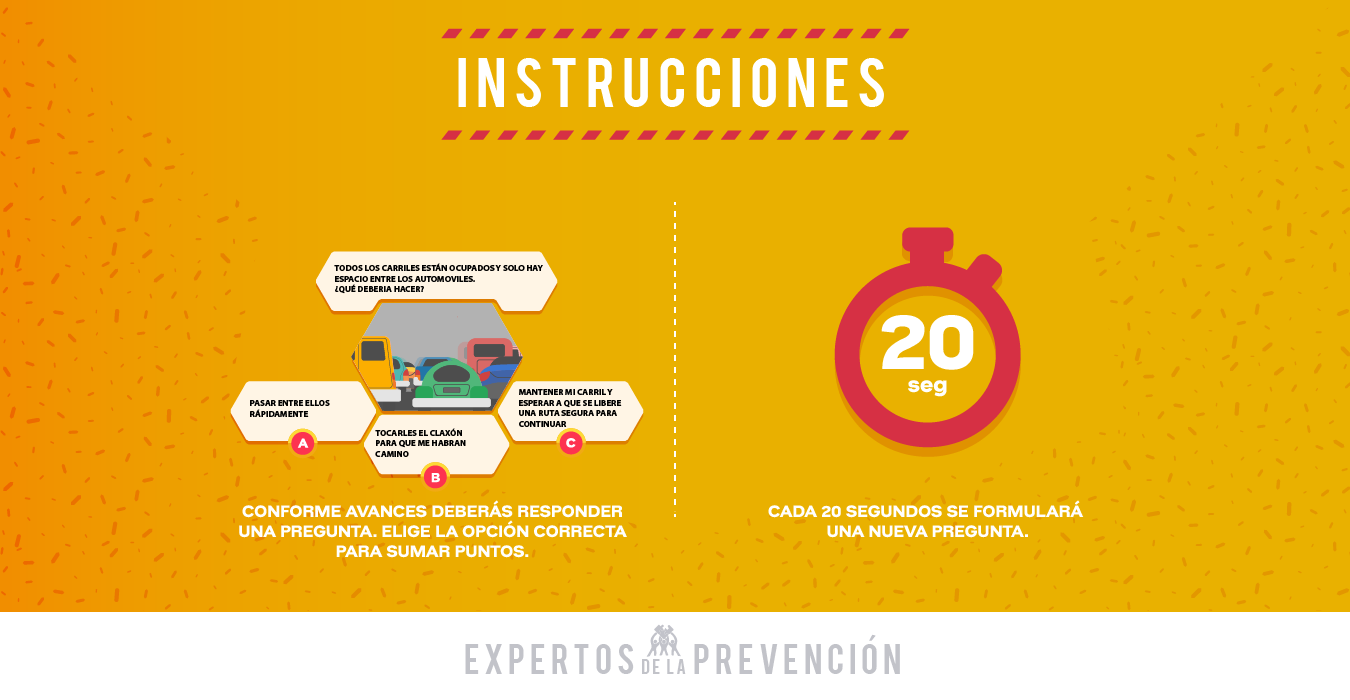 INSTRUCCIONES
TODOS LOS CARRILES ESTÁN OCUPADOS Y SOLO HAY
ESPACIO ENTRE LOS AUTOMOVILES.
¿QUÉ DEBERIA HACER?
PASAR ENTRE ELLOS
RÁPIDAMENTE
A
TOCARLES EL CLAXÓN
PARA QUE ME HABRAN
CAMINO
B
MANTENER MI CARRIL Y
ESPERAR A QUE SE LIBERE
UNA RUTA SEGURA PARA
CONTINUAR
C
CONFORME AVANCES DEBERÁS RESPONDER
UNA PREGUNTA. ELIGE LA OPCIÓN CORRECTA
PARA SUMAR PUNTOS.
20
seg
CADA 20 SEGUNDOS SE FORMULARÁ
UNA NUEVA PREGUNTA.
EXPERTOS DE LA PREVENCIÓN